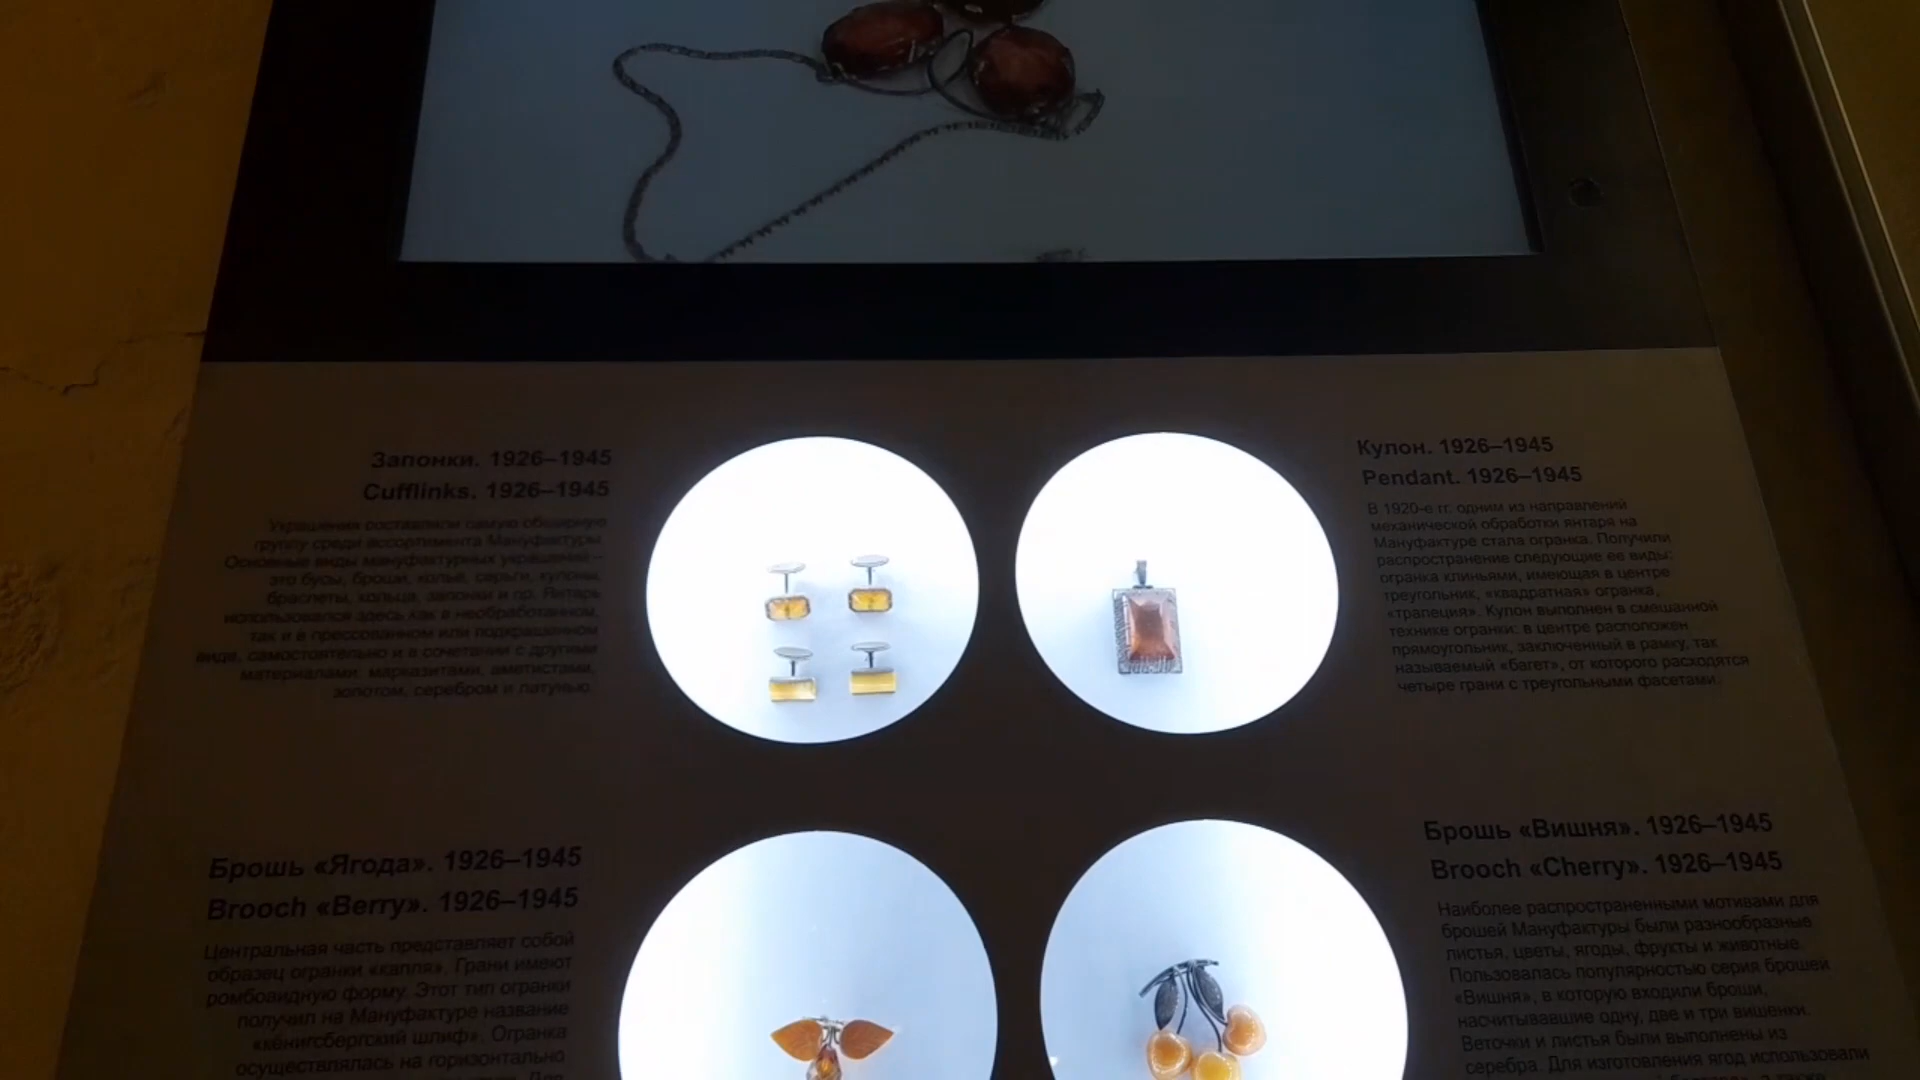 Запонки. 1926–1945
Cufflinks. 1926–1945
Украшения составляли самую обширную
группу среди ассортимента Мануфактуры.
Основные виды мануфактурных украшений –
это бусы, броши, колье, серьги, кулоны,
браслеты, кольца, запонки и пр. Янтарь
использовался здесь как в необработанном,
так и в прессованном или подкрашенном
виде, самостоятельно и в сочетании с другими
материалами: марказитами, аметистами,
золотом, серебром и латунью.
Кулон. 1926–1945
Pendant. 1926–1945
В 1920-е гг. одним из направлений
механической обработки янтаря на
Мануфактуре стала огранка. Получили
распространение следующие ее виды:
огранка клиньями, имеющая в центре
треугольник, «квадратная» огранка,
«трапеция». Кулон выполнен в смешанной
технике огранки: в центре расположен
прямоугольник, заключенный в рамку, так
называемый «багет», от которого расходятся
четыре грани с треугольными фасетами.
Брошь «Ягода». 1926–1945
Brooch «Berry». 1926–1945
Центральная часть представляет собой
образец огранки «капля». Грани имеют
ромбовидную форму. Этот тип огранки
получил на Мануфактуре название
«кёнигсбергский шлиф». Огранка
осуществлялась на горизонтально
Для
Брошь «Вишня». 1926–1945
Brooch «Cherry». 1926–1945
Наиболее распространенными мотивами для
брошей Мануфактуры были разнообразные
листья, цветы, ягоды, фрукты и животные.
Пользовалась популярностью серия брошей
«Вишня», в которую входили броши,
насчитывавшие одну, две и три вишенки.
Веточки и листья были выполнены из
серебра. Для изготовления ягод использовали